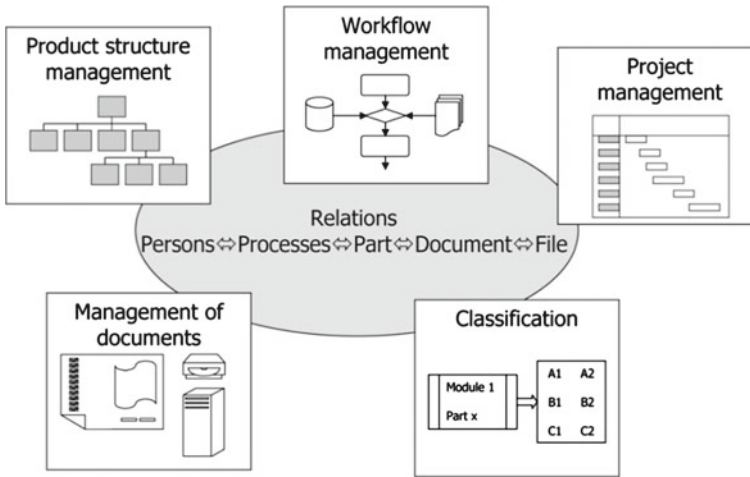 Product structure
management
Workflow
management
Project
management
Relations
Persons⇔Processes⇔Part⇔Document⇔File
Management of
documents
Classification
Module 1
Part x
A1 A2
B1 B2
C1 C2